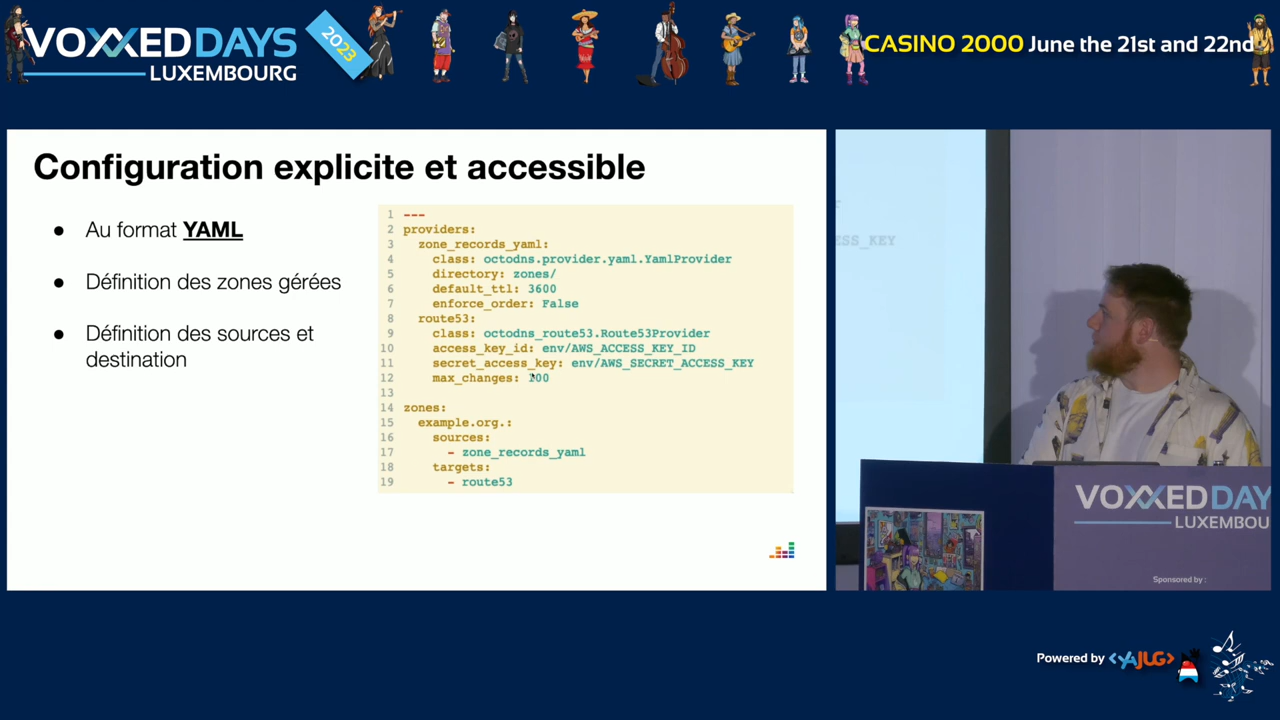 VOXXED DAYS
LUXEMBOURG
2023
CASINO 2000 June the 21st and 22nd
Configuration explicite et accessible
● Au format YAML
● Définition des zones gérées
● Définition des sources et
destination
1 ---
2 providers:
3 zone_records_yaml:
4 class: octodns.provider.yaml.YamlProvider
5 directory: zones/
6 default_ttl: 3600
7 enforce_order: False
8 route53:
9 class: octodns_route53.Route53Provider
10 access_key_id: env/AWS_ACCESS_KEY_ID
11 secret_access_key: env/AWS_SECRET_ACCESS_KEY
12 max_changes: 100
13
14 zones:
15 example.org.:
16 sources:
17 - zone_records_yaml
18 targets:
19 - route53
ESS_KEY
VOXXED DAY
LUXEMBOU
Sponsored by :
Powered by <YAJUG>